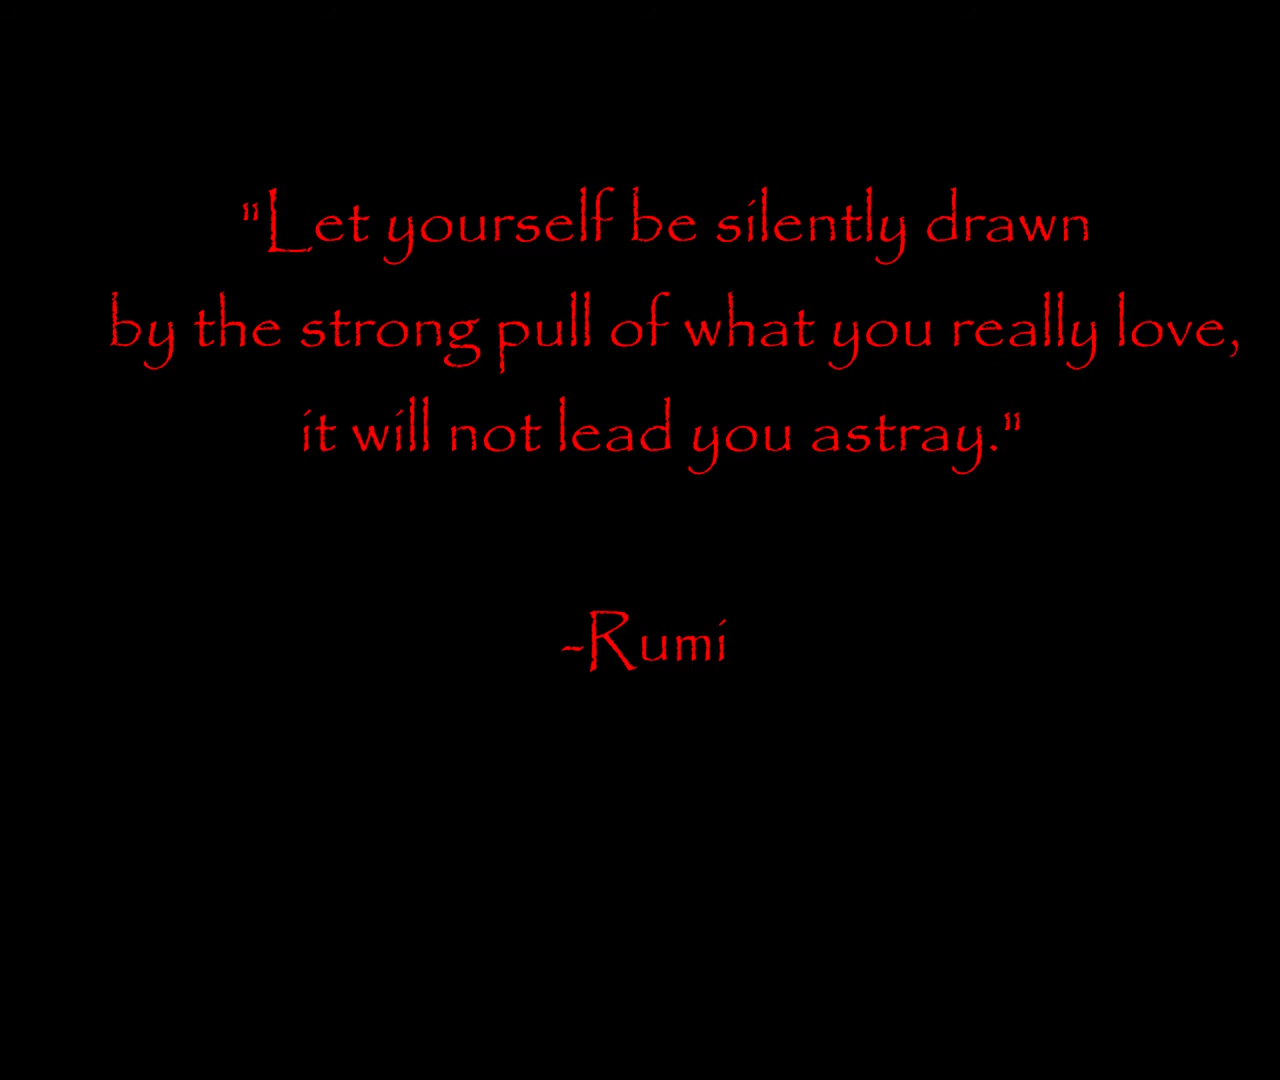 "Let yourself be silently drawn
by the strong pull of what you really love,
it will not lead you astray."
-Rumi